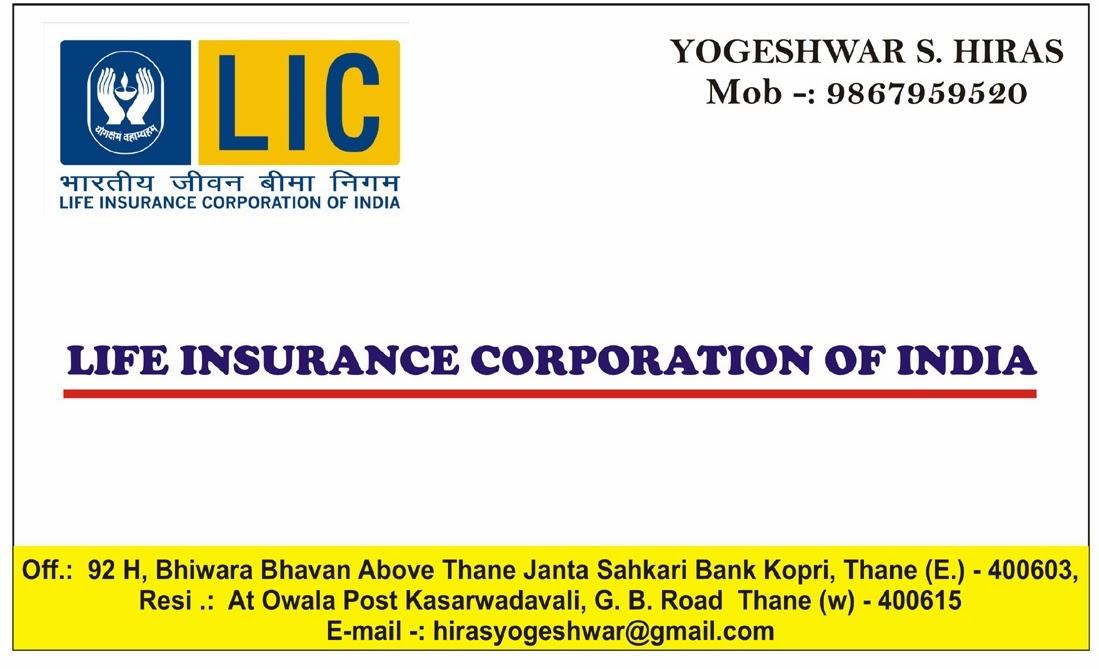 YOGESHWAR S. HIRAS
Mob -: 9867959520
LIC
योगक्षेमं वहाम्यहम्
भारतीय जीवन बीमा निगम
LIFE INSURANCE CORPORATION OF INDIA
LIFE INSURANCE CORPORATION OF INDIA
Off.: 92 H, Bhiwara Bhavan Above Thane Janta Sahkari Bank Kopri, Thane (E.) - 400603,
Resi .: At Owala Post Kasarwadavali, G. B. Road Thane (w) - 400615
E-mail -: hirasyogeshwar@gmail.com